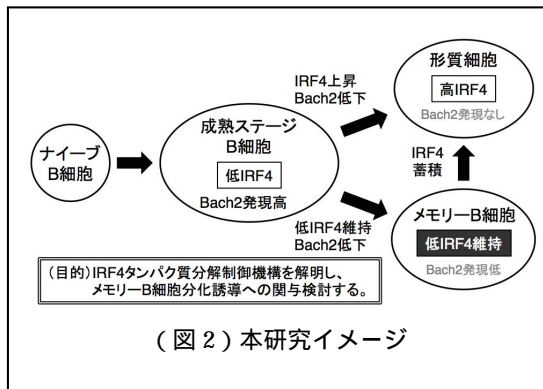 ナイーブ
B細胞
成熟ステージ
B細胞
低IRF4
Bach2発現高
IRF4上昇
Bach2低下
形質細胞
高IRF4
Bach2発現なし
IRF4
蓄積
低IRF4維持
Bach2低下
メモリーB細胞
低IRF4維持
Bach2発現低
(目的)IRF4タンパク質分解制御機構を解明し、
メモリーB細胞分化誘導への関与検討する。
(図2)本研究イメージ